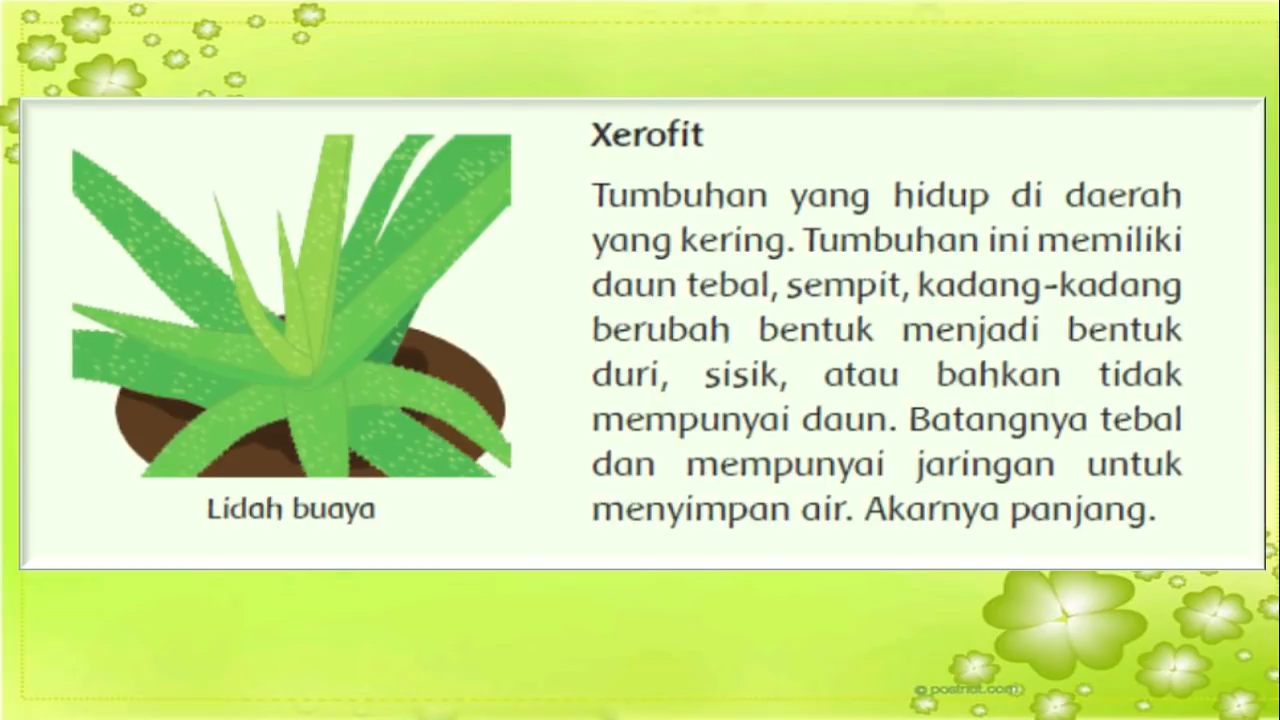 Xerofit
Tumbuhan yang hidup di daerah
yang kering. Tumbuhan ini memiliki
daun tebal, sempit, kadang-kadang
berubah bentuk menjadi bentuk
duri, sisik, atau bahkan tidak
mempunyai daun. Batangnya tebal
dan mempunyai jaringan untuk
menyimpan air. Akarnya panjang.
Lidah buaya